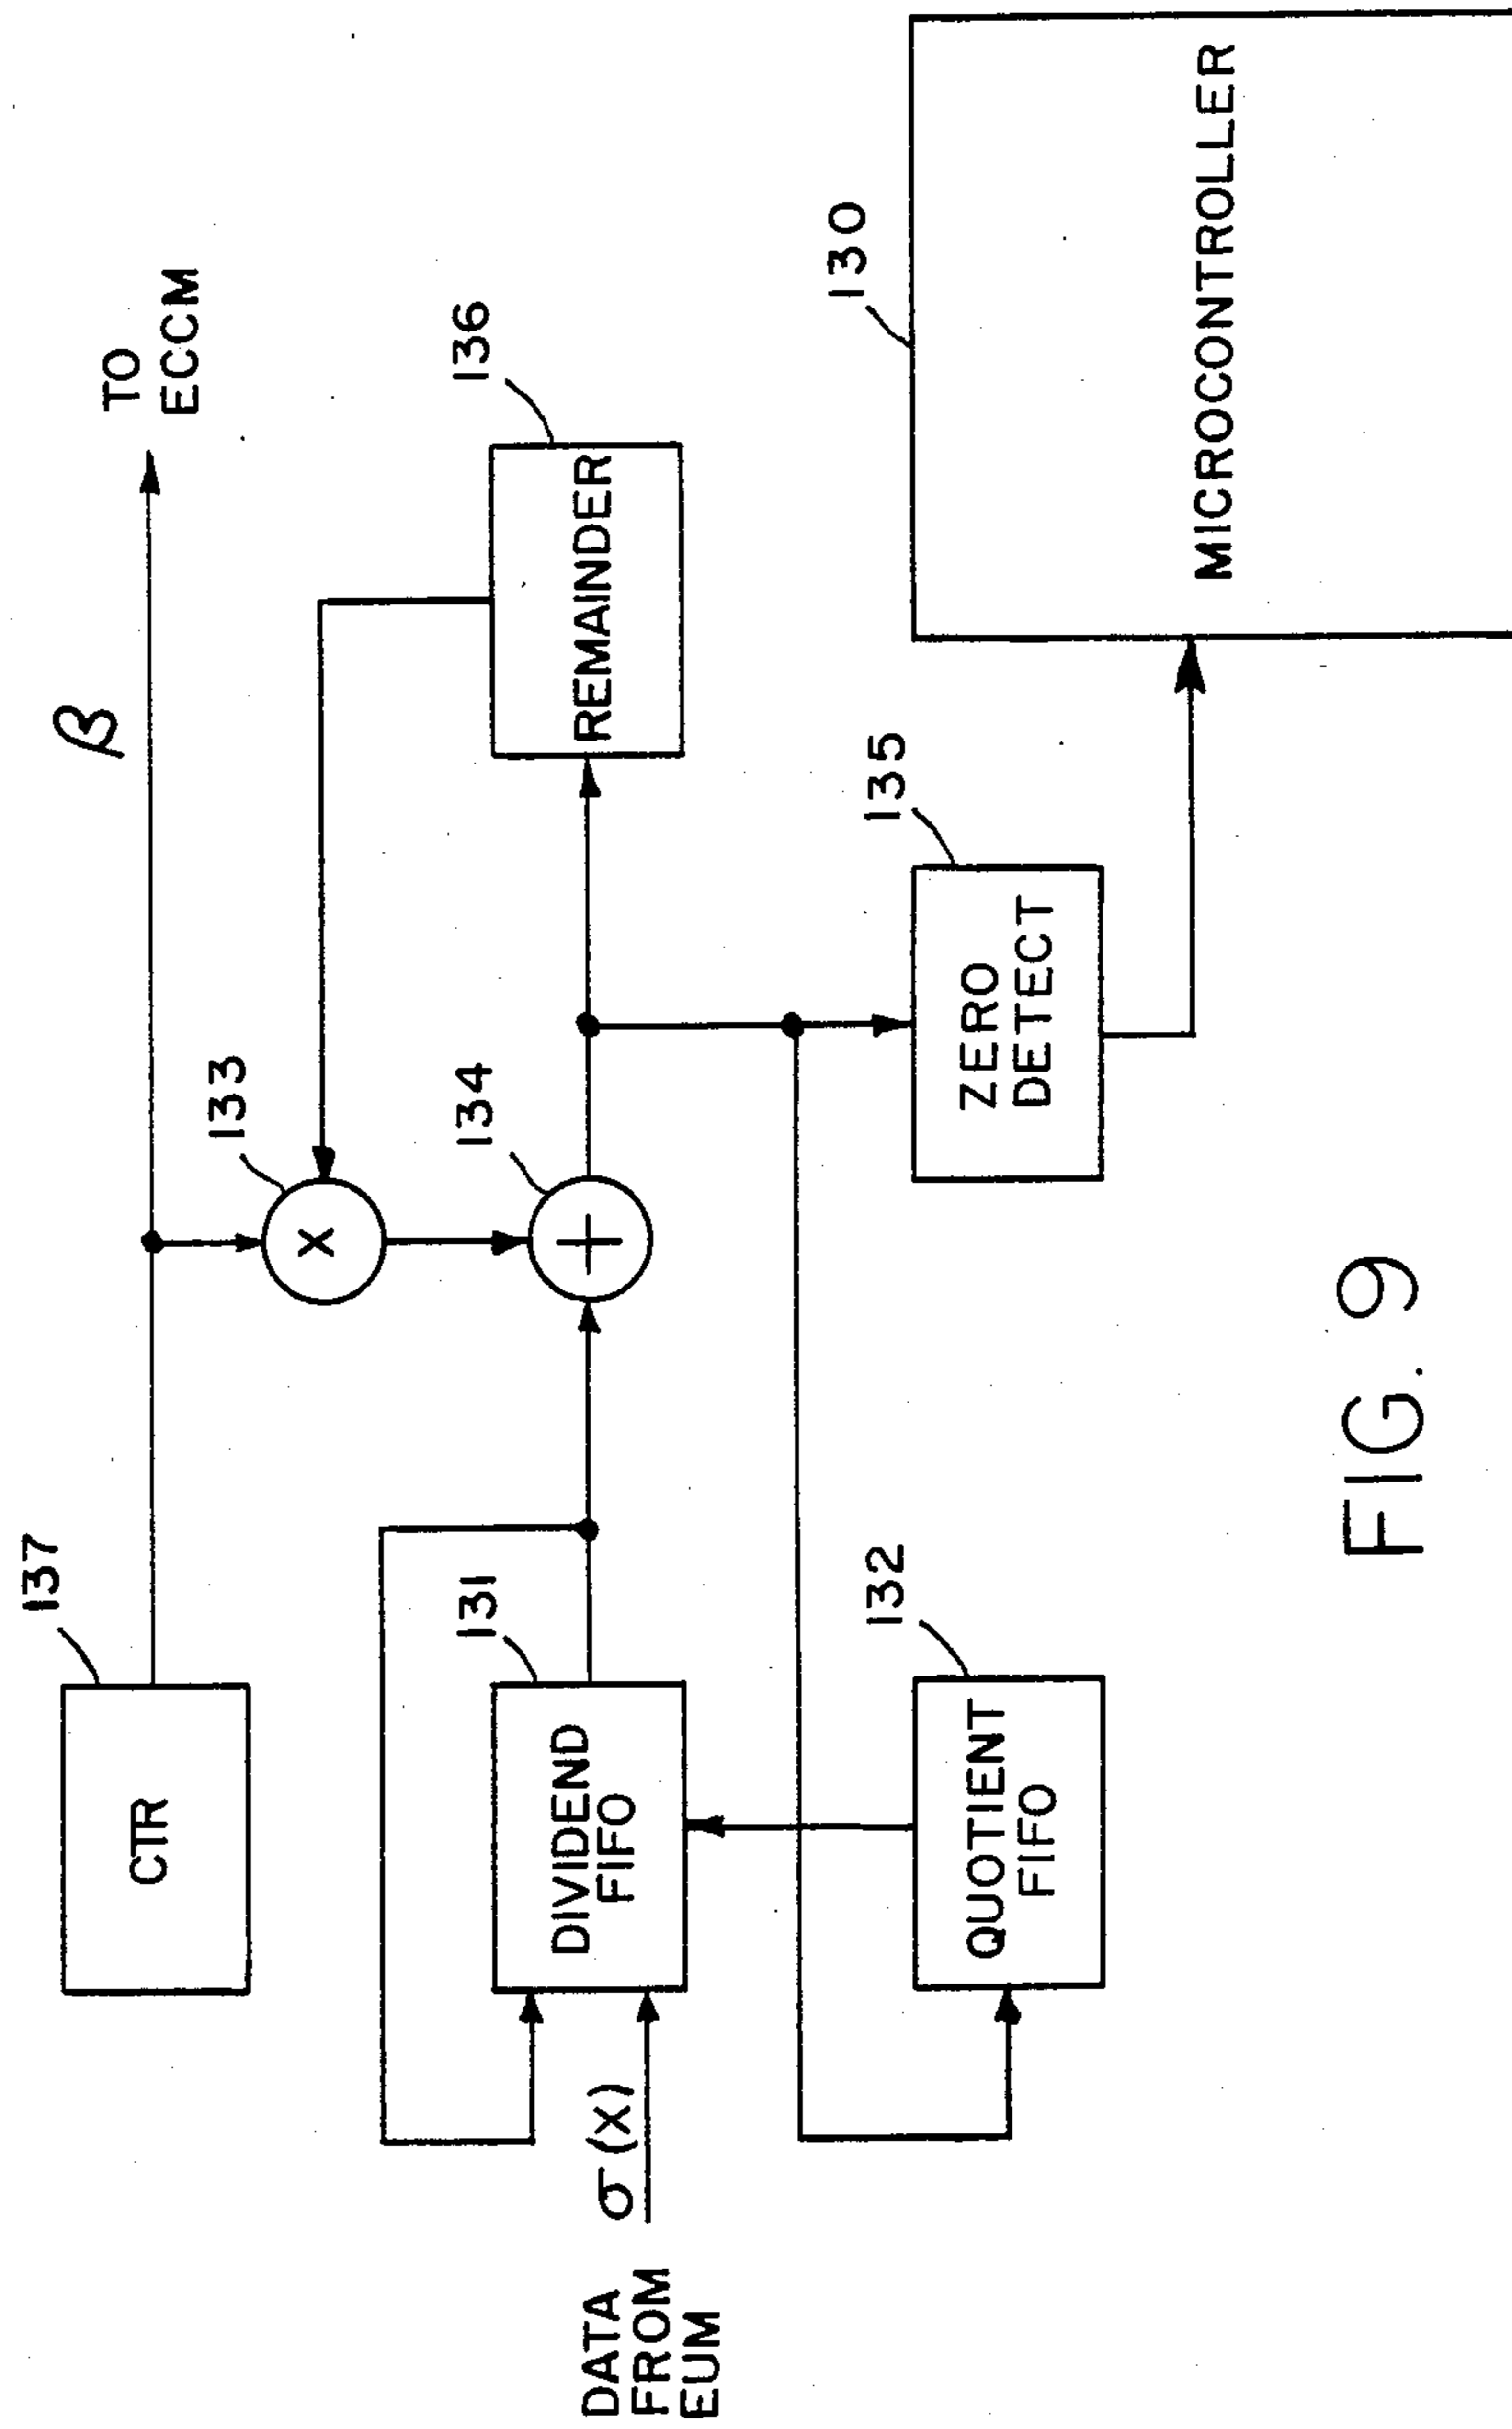 137
CTR
β
TO
ECCM
133
X
136
REMAINDER
134
+
131
DIVIDEND
FIFO
DATA
FROM
EUM
σ(X)
132
QUOTIENT
FIFO
135
ZERO
DETECT
130
MICROCONTROLLER
FIG. 9